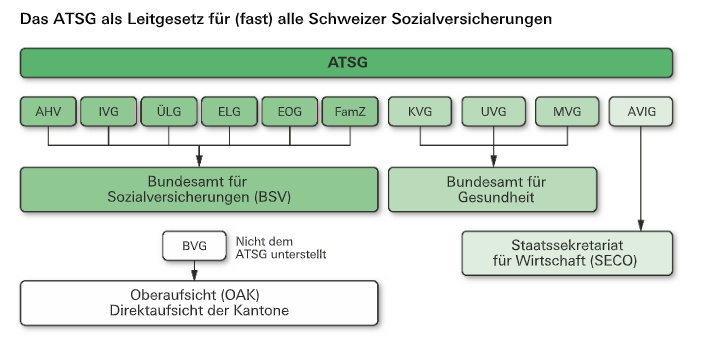 Das ATSG als Leitgesetz für (fast) alle Schweizer Sozialversicherungen
ATSG
AHV
IVG
ÜLG
ELG
EOG
FamZ
KVG
UVG
MVG
AVIG
Bundesamt für
Sozialversicherungen (BSV)
Bundesamt für
Gesundheit
BVG
Nicht dem
ATSG unterstellt
Staatssekretariat
für Wirtschaft (SECO)
Oberaufsicht (OAK)
Direktaufsicht der Kantone